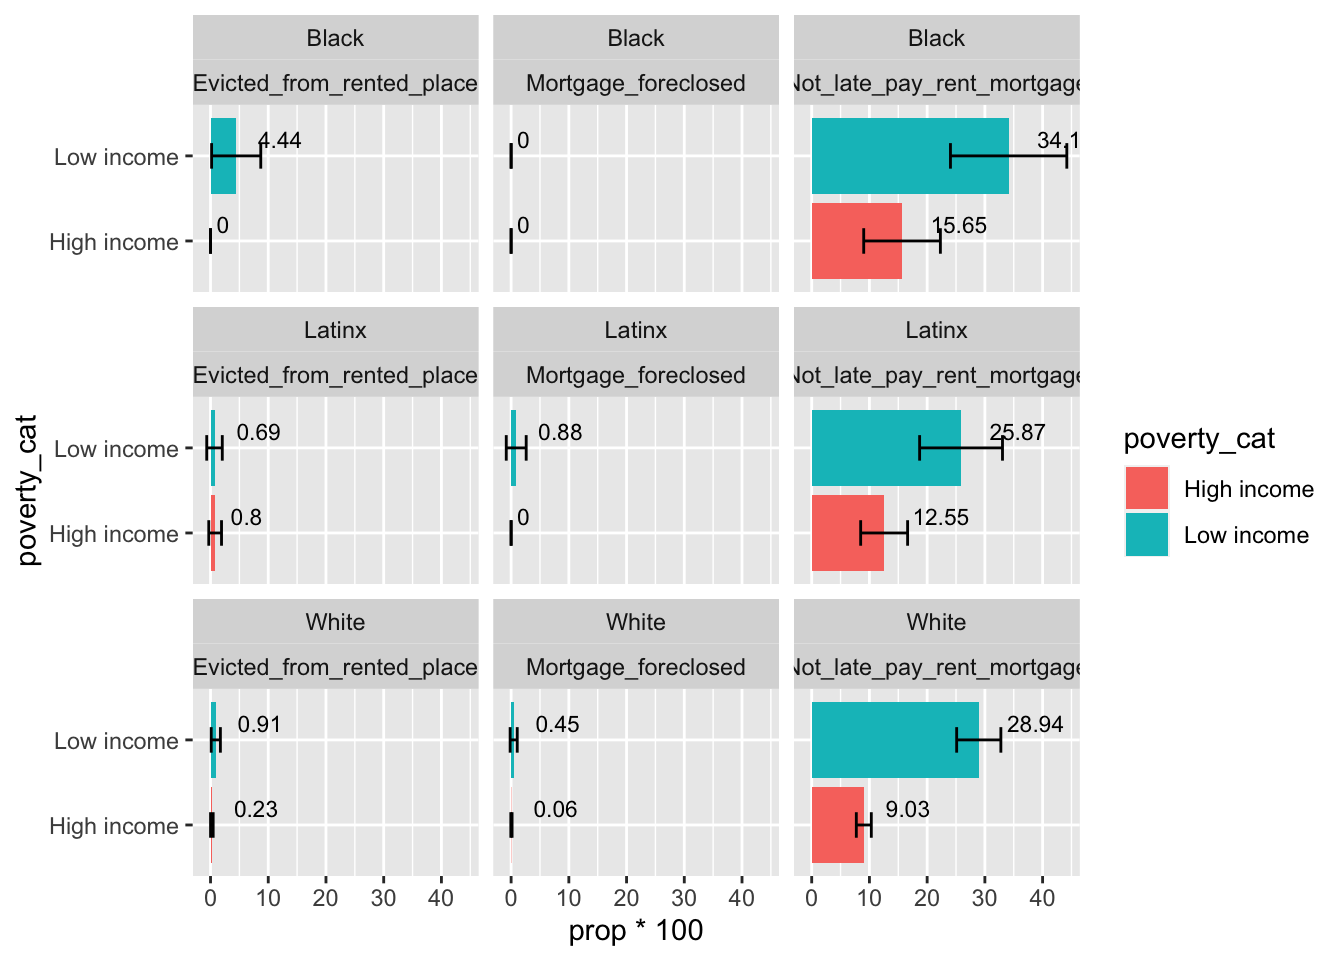 Black Black Black
Evicted_from_rented_place Mortgage_foreclosed Not_late_pay_rent_mortgage
Low income 4.44 0 34.1
High income 0 0 15.65
Latinx Latinx Latinx
Evicted_from_rented_place Mortgage_foreclosed Not_late_pay_rent_mortgage
Low income 0.69 0.88 25.87
High income 0.8 0 12.55
White White White
Evicted_from_rented_place Mortgage_foreclosed Not_late_pay_rent_mortgage
Low income 0.91 0.45 28.94
High income 0.23 0.06 9.03
0 10 20 30 40 0 10 20 30 40 0 10 20 30 40
prop * 100
poverty_cat
poverty_cat
High income
Low income